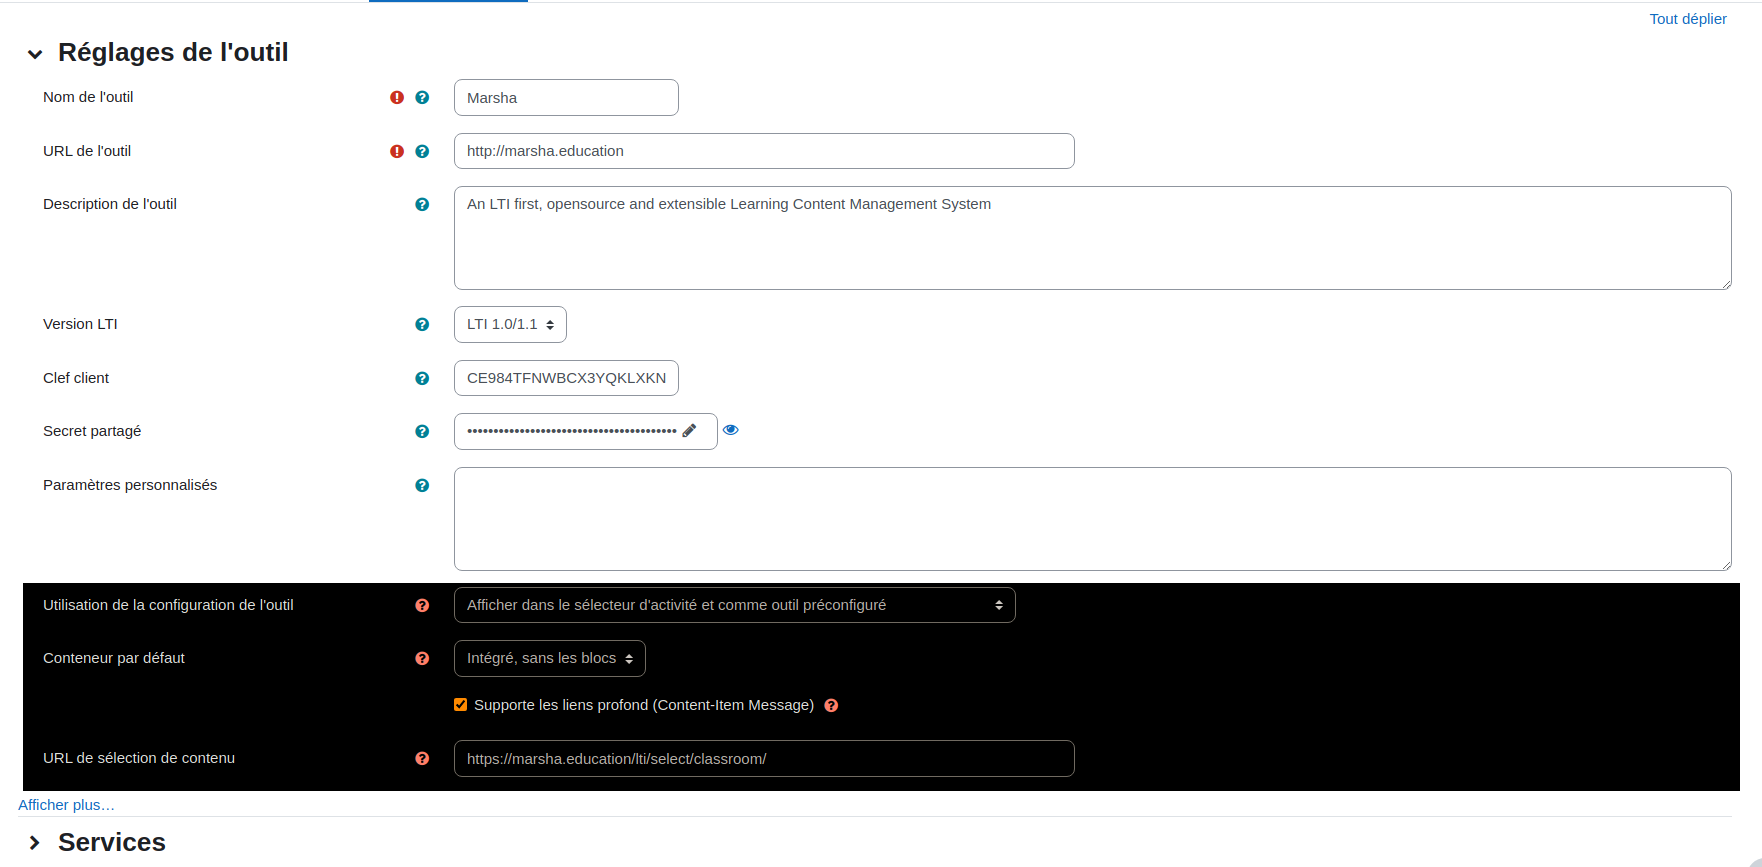 Tout déplier
Réglages de l'outil
Nom de l'outil
Marsha
URL de l'outil
http://marsha.education
Description de l'outil
An LTI first, opensource and extensible Learning Content Management System
Version LTI
LTI 1.0/1.1
Clef client
CE984TFNWBCX3YQKLXKN
Secret partagé
••••••••••••••••••••••••••••••••••••••••
Paramètres personnalisés
Utilisation de la configuration de l'outil
Afficher dans le sélecteur d'activité et comme outil préconfiguré
Conteneur par défaut
Intégré, sans les blocs
Supporte les liens profond (Content-Item Message)
URL de sélection de contenu
https://marsha.education/lti/select/classroom/
Afficher plus…
Services